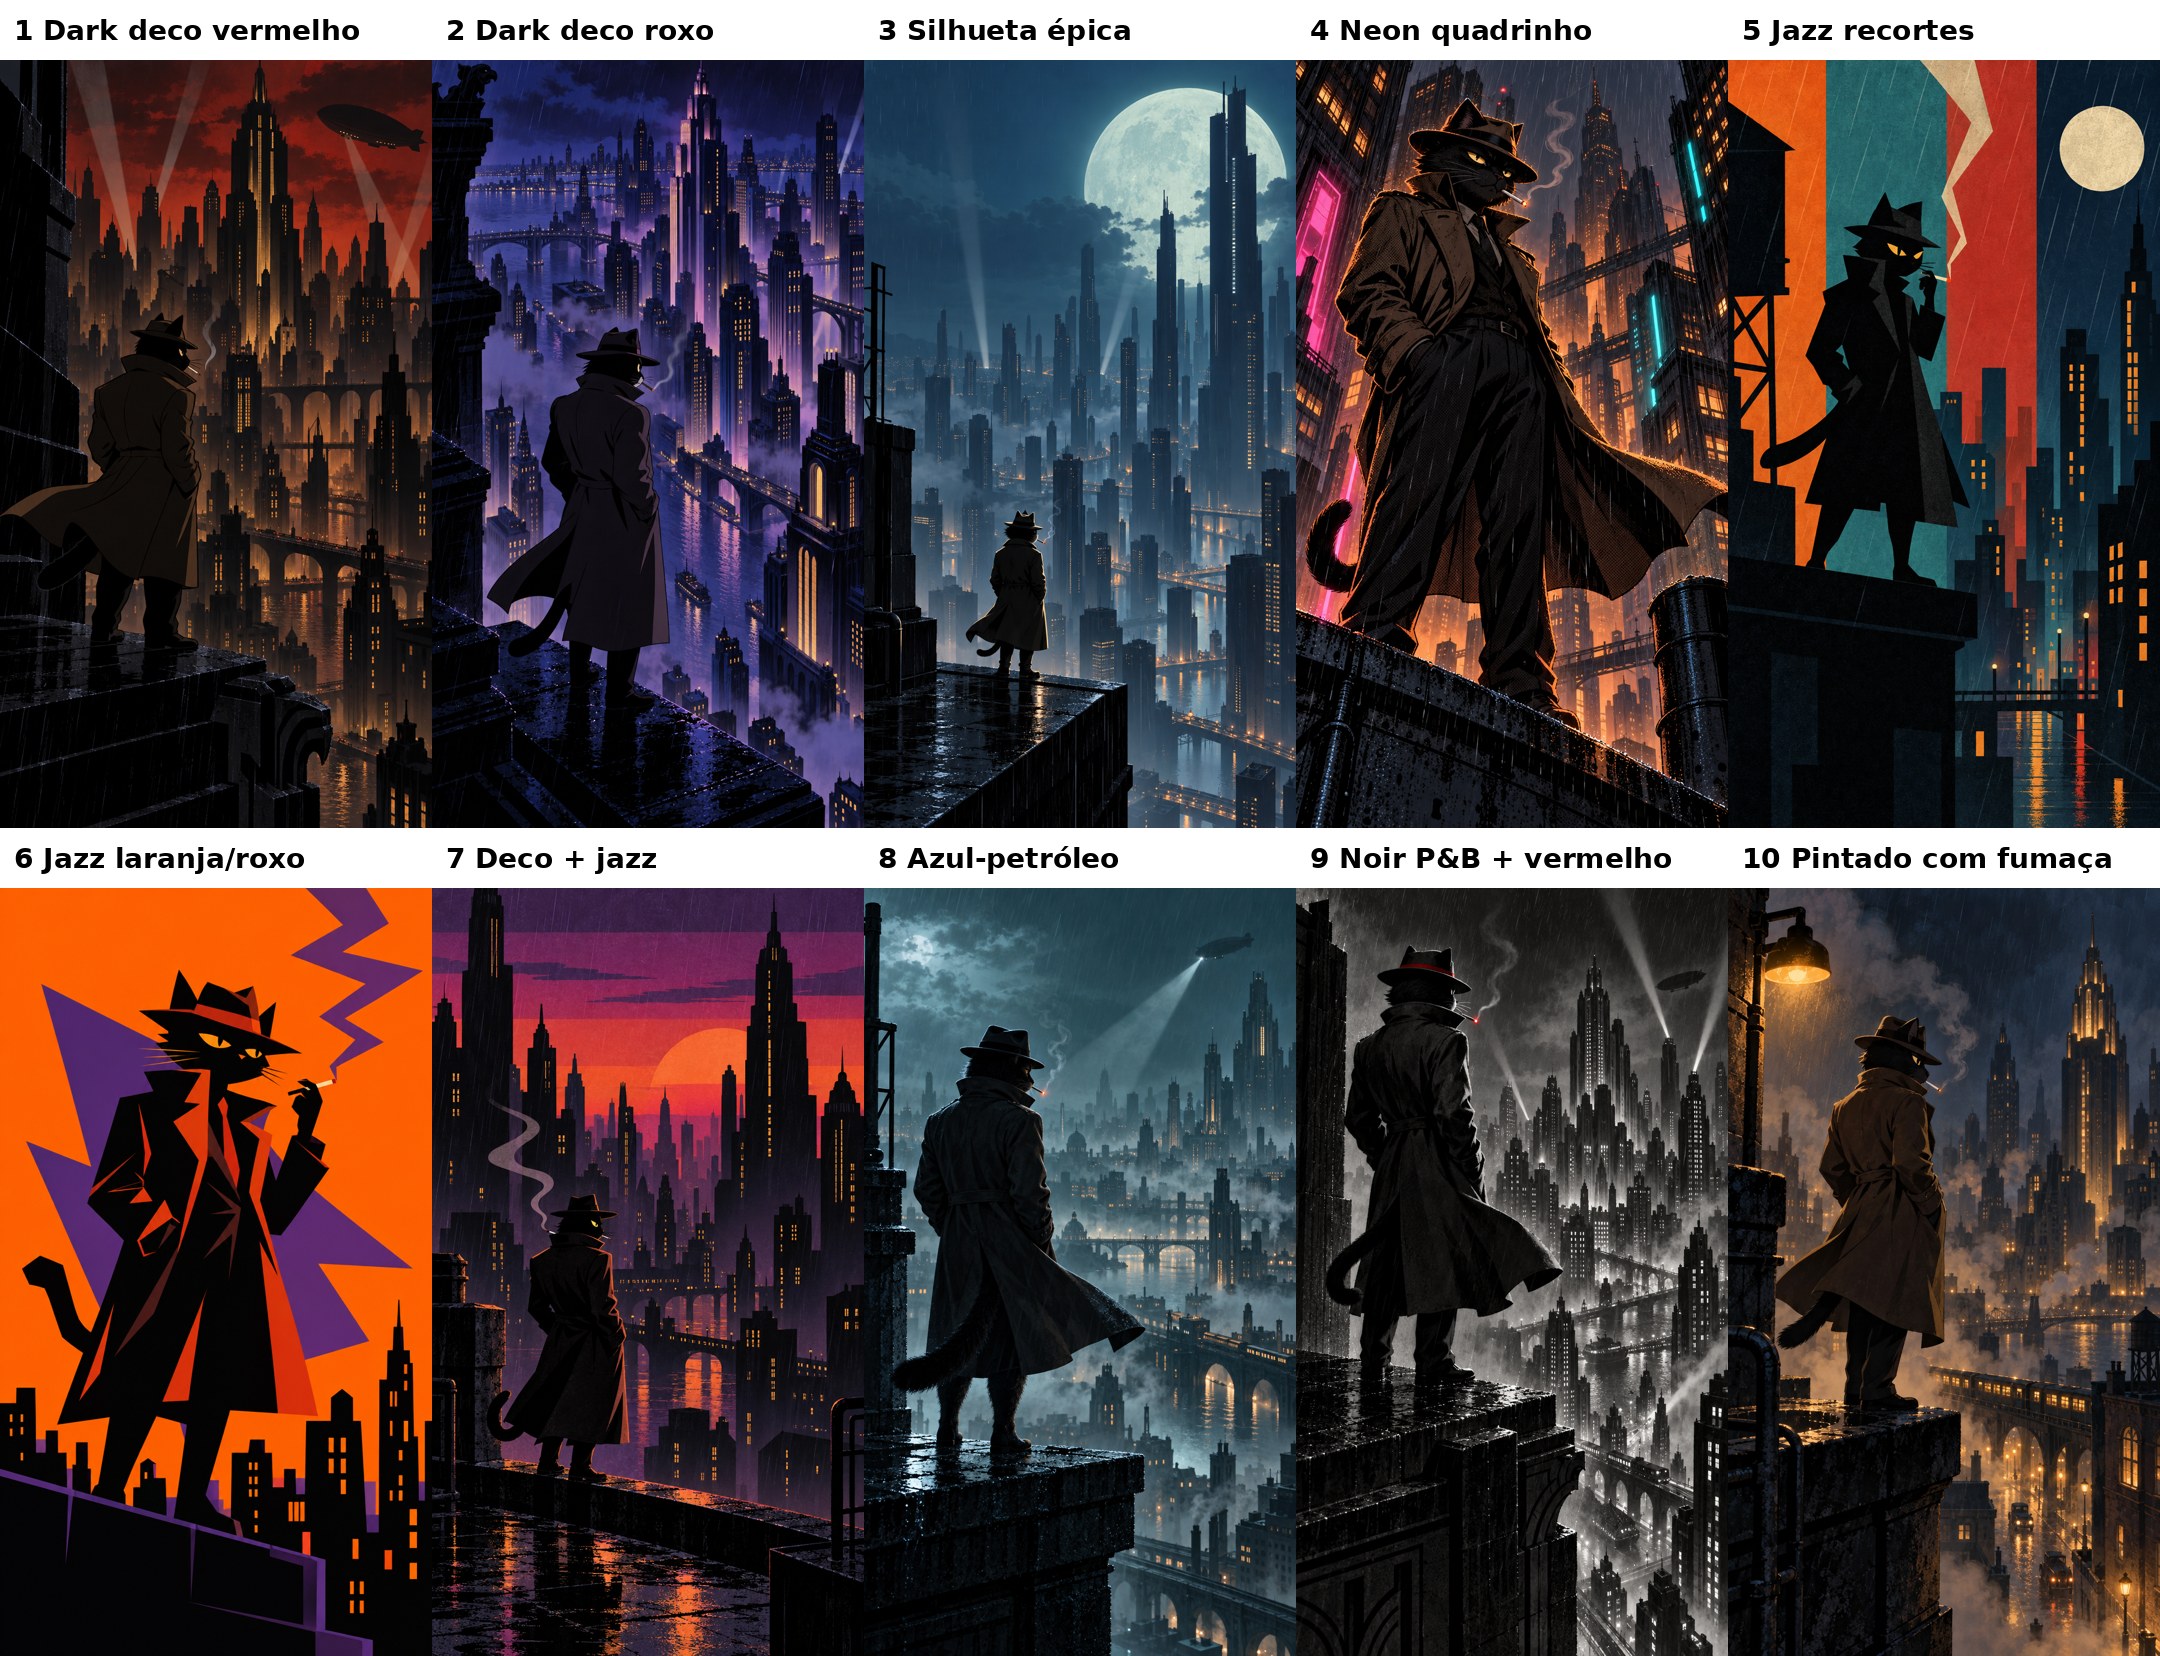 1 Dark deco vermelho
2 Dark deco roxo
3 Silhueta épica
4 Neon quadrinho
5 Jazz recortes
6 Jazz laranja/roxo
7 Deco + jazz
8 Azul-petróleo
9 Noir P&B + vermelho
10 Pintado com fumaça